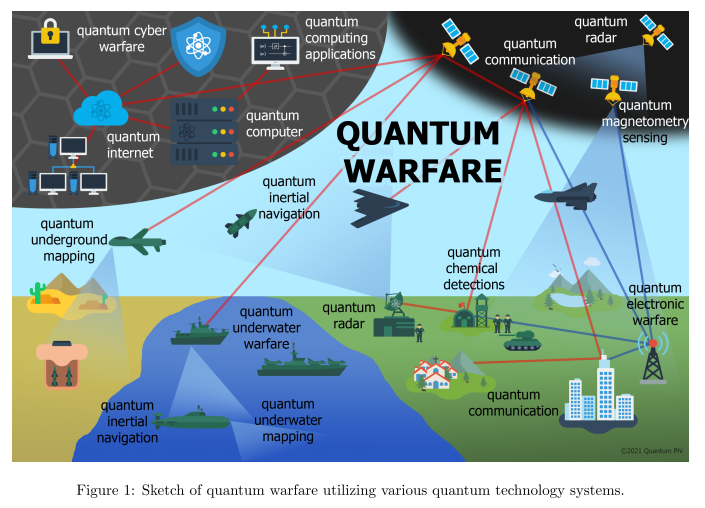 quantum cyber
warfare
quantum
computing
applications
quantum
radar
quantum
communication
quantum
magnetometry
sensing
quantum
internet
quantum
computer
QUANTUM
WARFARE
quantum
inertial
navigation
quantum
underground
mapping
quantum
chemical
detections
quantum
electronic
warfare
quantum
underwater
warfare
quantum
radar
quantum
communication
quantum
inertial
navigation
quantum
underwater
mapping
©2021 Quantum Phi
Figure 1: Sketch of quantum warfare utilizing various quantum technology systems.